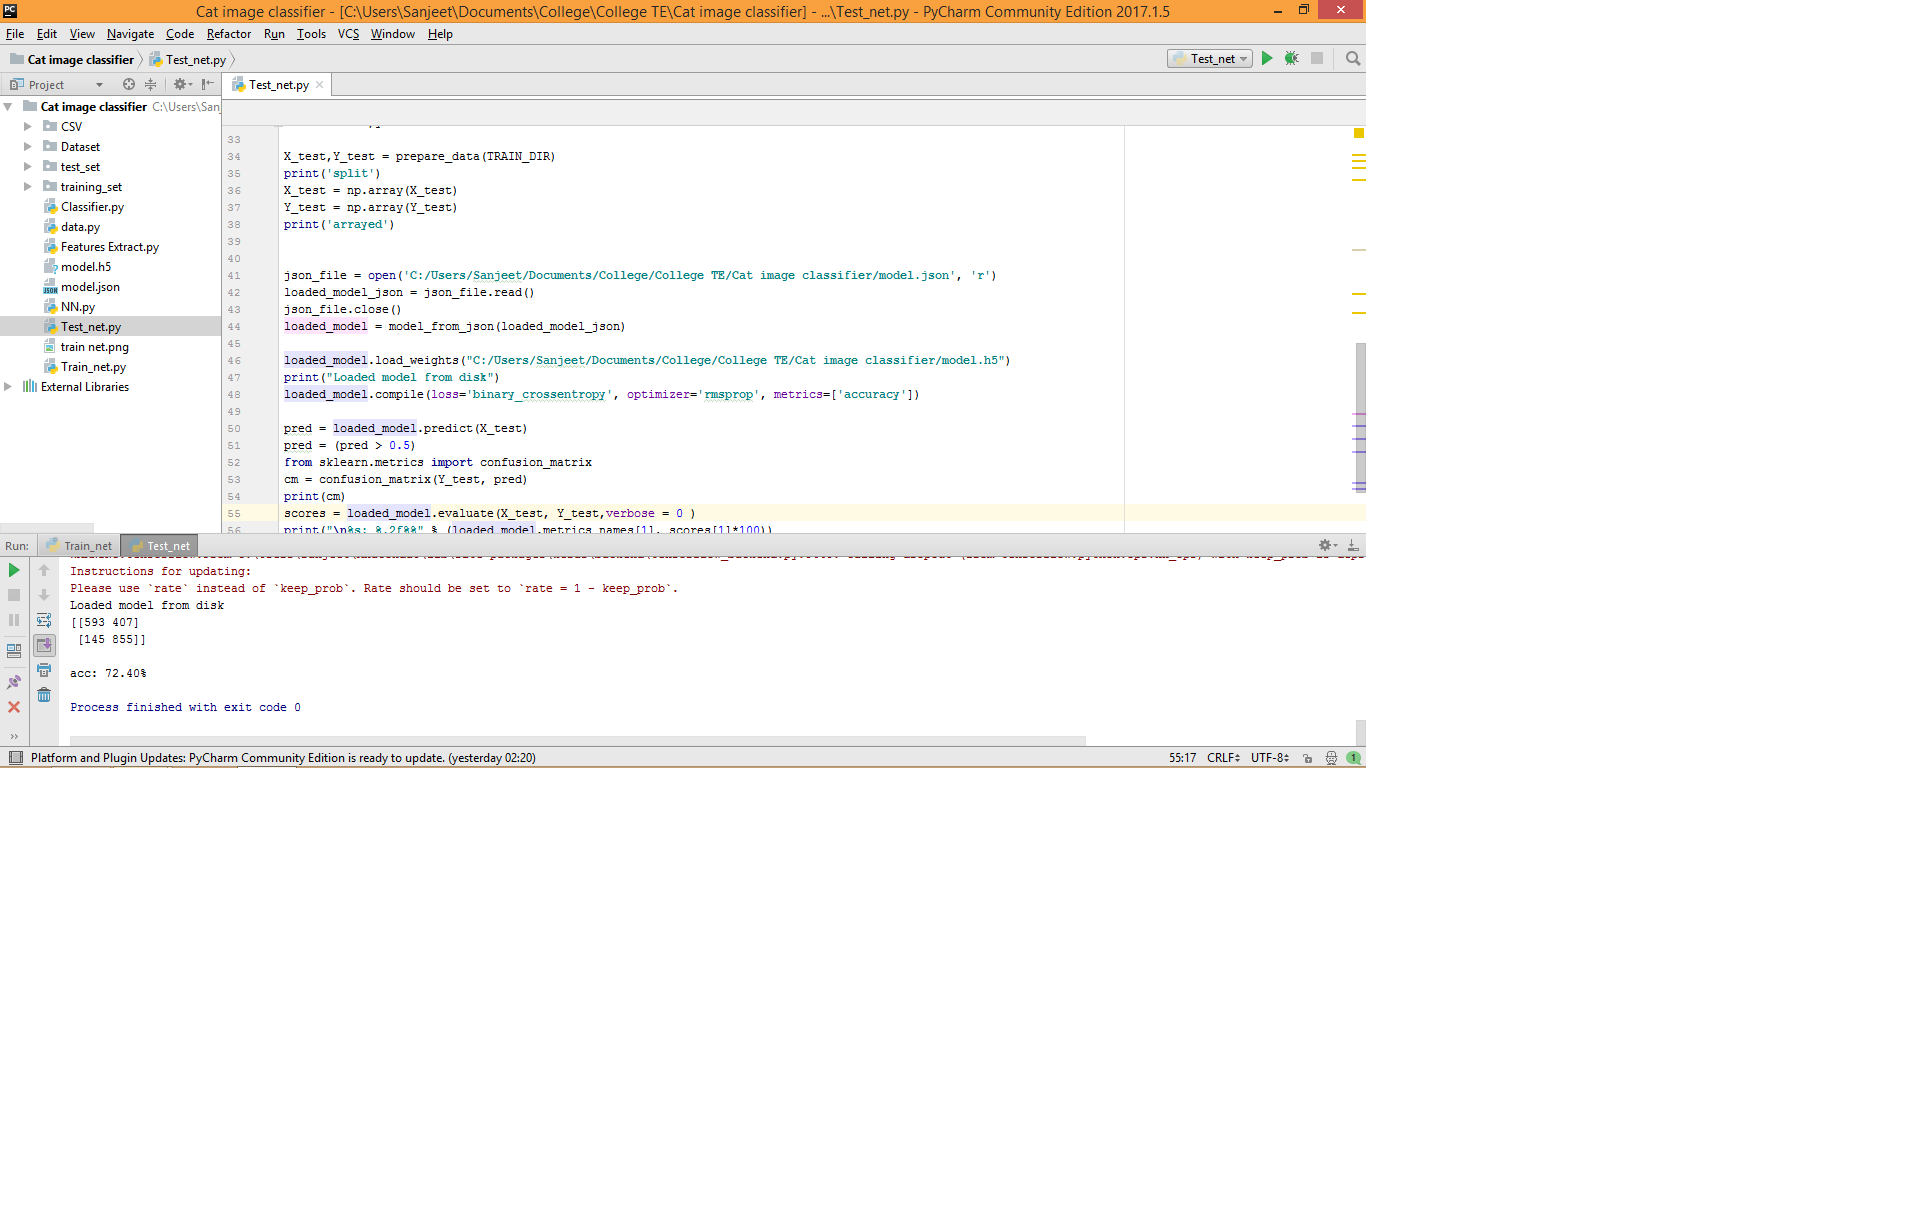 Cat image classifier - [C:\Users\Sanjeet\Documents\College\College TE\Cat image classifier] - ...\Test_net.py - PyCharm Community Edition 2017.1.5
File Edit View Navigate Code Refactor Run Tools VCS Window Help
Cat image classifier Test_net.py Test_net
Project Test_net.py
Cat image classifier C:\Users\San
CSV
Dataset
test_set
training_set
Classifier.py
data.py
Features Extract.py
model.h5
model.json
NN.py
Test_net.py
train net.png
Train_net.py
External Libraries
33
34 X_test,Y_test = prepare_data(TRAIN_DIR)
35 print('split')
36 X_test = np.array(X_test)
37 Y_test = np.array(Y_test)
38 print('arrayed')
39
40
41 json_file = open('C:/Users/Sanjeet/Documents/College/College TE/Cat image classifier/model.json', 'r')
42 loaded_model_json = json_file.read()
43 json_file.close()
44 loaded_model = model_from_json(loaded_model_json)
45
46 loaded_model.load_weights("C:/Users/Sanjeet/Documents/College/College TE/Cat image classifier/model.h5")
47 print("Loaded model from disk")
48 loaded_model.compile(loss='binary_crossentropy', optimizer='rmsprop', metrics=['accuracy'])
49
50 pred = loaded_model.predict(X_test)
51 pred = (pred > 0.5)
52 from sklearn.metrics import confusion_matrix
53 cm = confusion_matrix(Y_test, pred)
54 print(cm)
55 scores = loaded_model.evaluate(X_test, Y_test,verbose = 0 )
56 print("\n%s: %.2f%%" % (loaded_model.metrics_names[1], scores[1]*100))
Run: Train_net Test_net
Instructions for updating:
Please use `rate` instead of `keep_prob`. Rate should be set to `rate = 1 - keep_prob`.
Loaded model from disk
[[593 407]
[145 855]]
acc: 72.40%
Process finished with exit code 0
Platform and Plugin Updates: PyCharm Community Edition is ready to update. (yesterday 02:20) 55:17 CRLF UTF-8 1